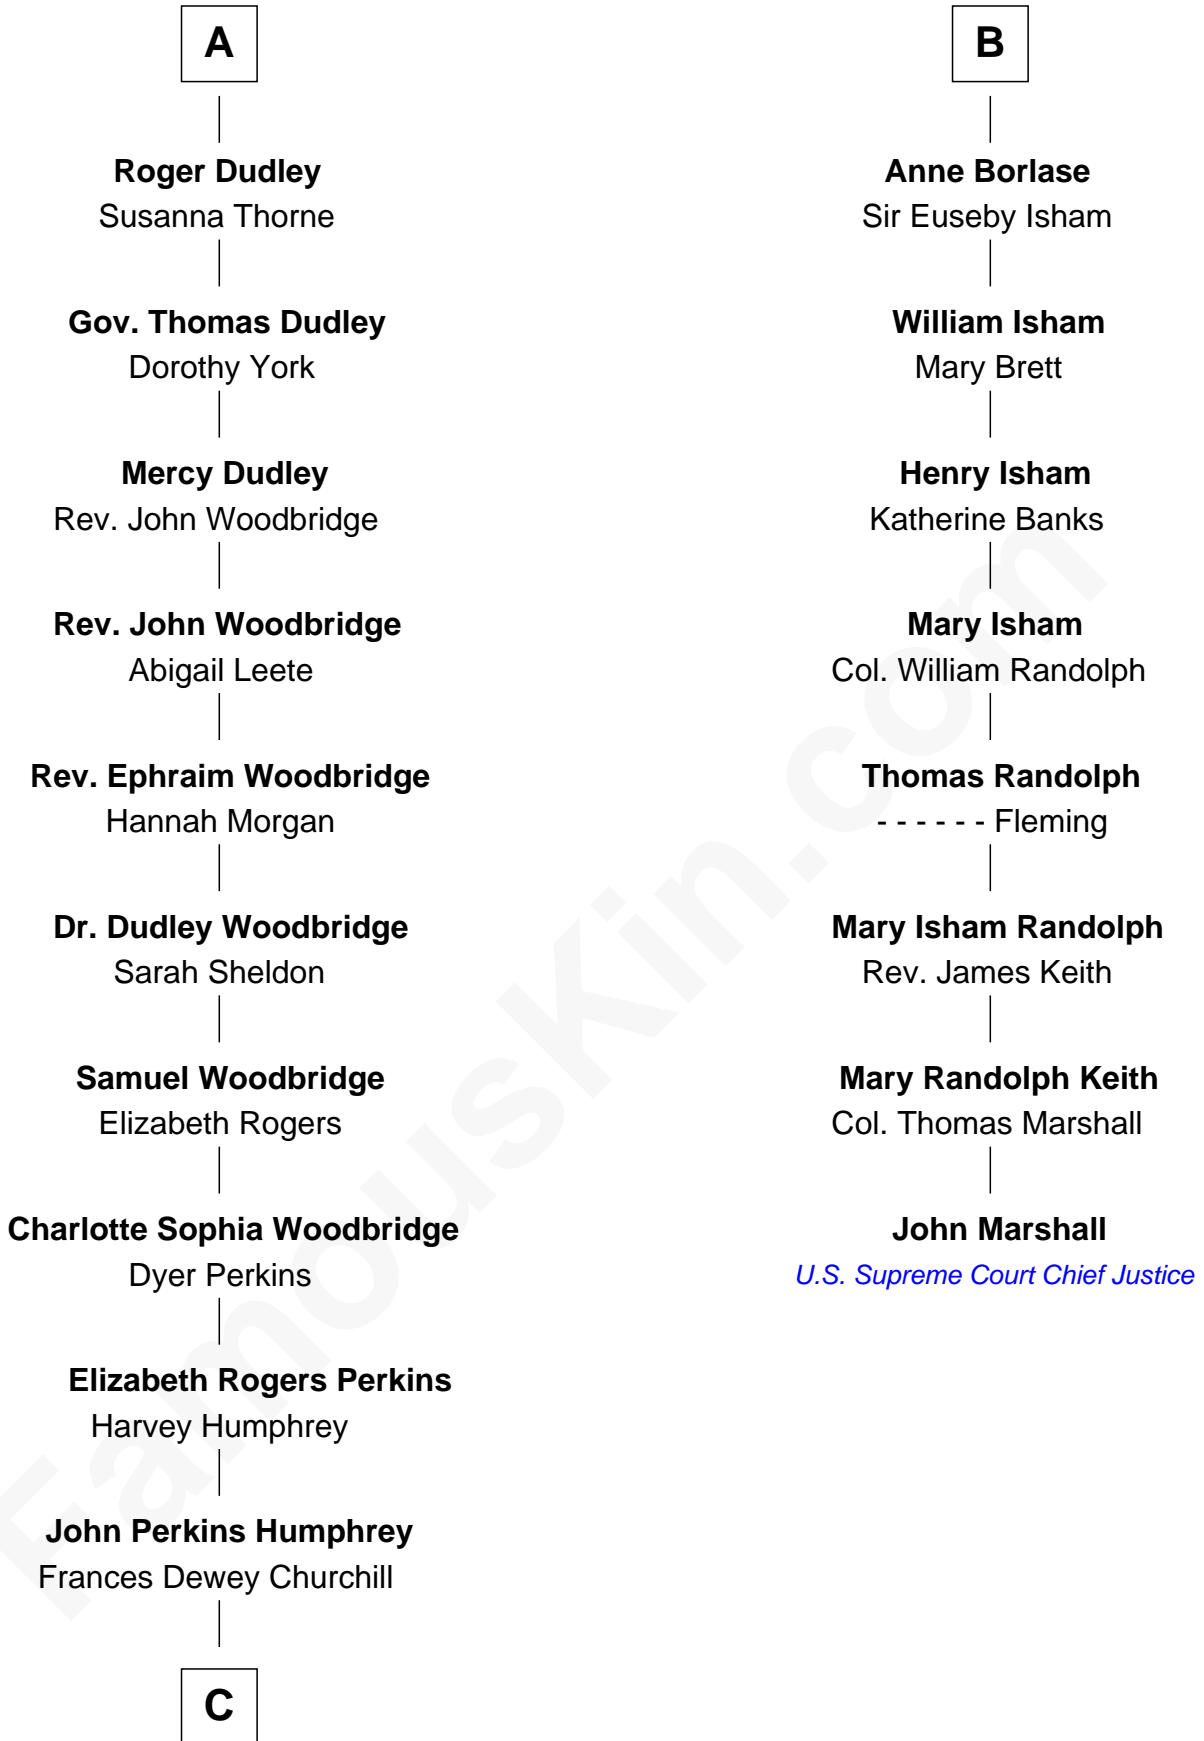 A
Roger Dudley
Susanna Thorne
Gov. Thomas Dudley
Dorothy York
Mercy Dudley
Rev. John Woodbridge
Rev. John Woodbridge
Abigail Leete
Rev. Ephraim Woodbridge
Hannah Morgan
Dr. Dudley Woodbridge
Sarah Sheldon
Samuel Woodbridge
Elizabeth Rogers
Charlotte Sophia Woodbridge
Dyer Perkins
Elizabeth Rogers Perkins
Harvey Humphrey
John Perkins Humphrey
Frances Dewey Churchill
C
B
Anne Borlase
Sir Euseby Isham
William Isham
Mary Brett
Henry Isham
Katherine Banks
Mary Isham
Col. William Randolph
Thomas Randolph
- - - - - - Fleming
Mary Isham Randolph
Rev. James Keith
Mary Randolph Keith
Col. Thomas Marshall
John Marshall
U.S. Supreme Court Chief Justice
FamousKin.com